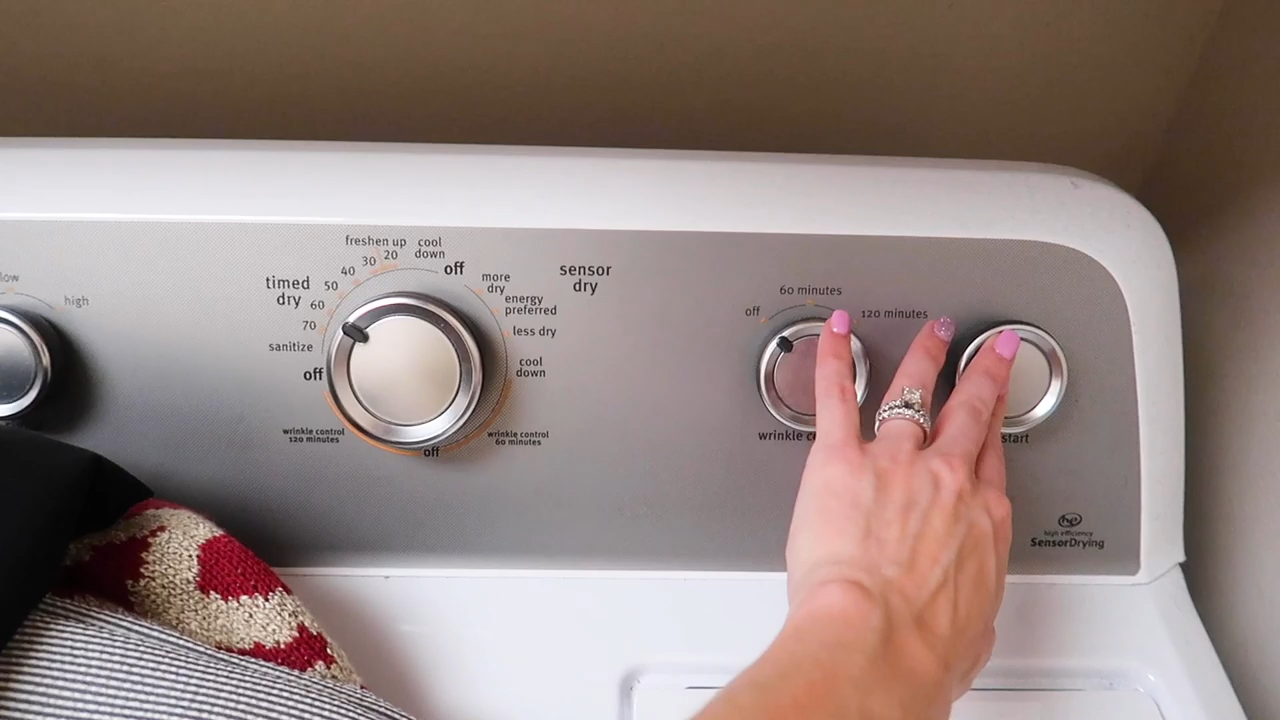 low
high
freshen up
cool
down
20
30
40
50
60
70
timed
dry
sanitize
off
off
more
dry
energy
preferred
less dry
cool
down
sensor
dry
wrinkle control
120 minutes
wrinkle control
60 minutes
off
off
60 minutes
120 minutes
wrinkle
start
hp
high efficiency
SensorDrying